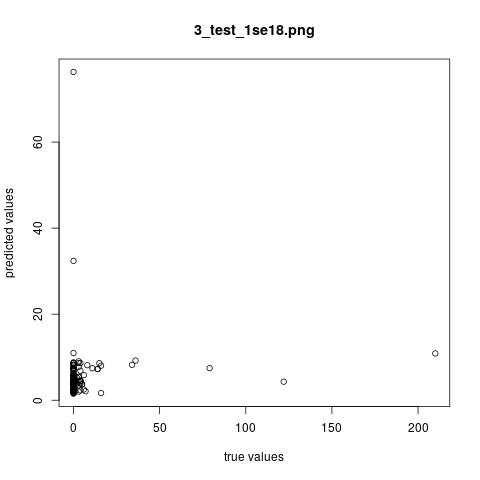 3_test_1se18.png
predicted values
60
40
20
0
0 50 100 150 200
true values